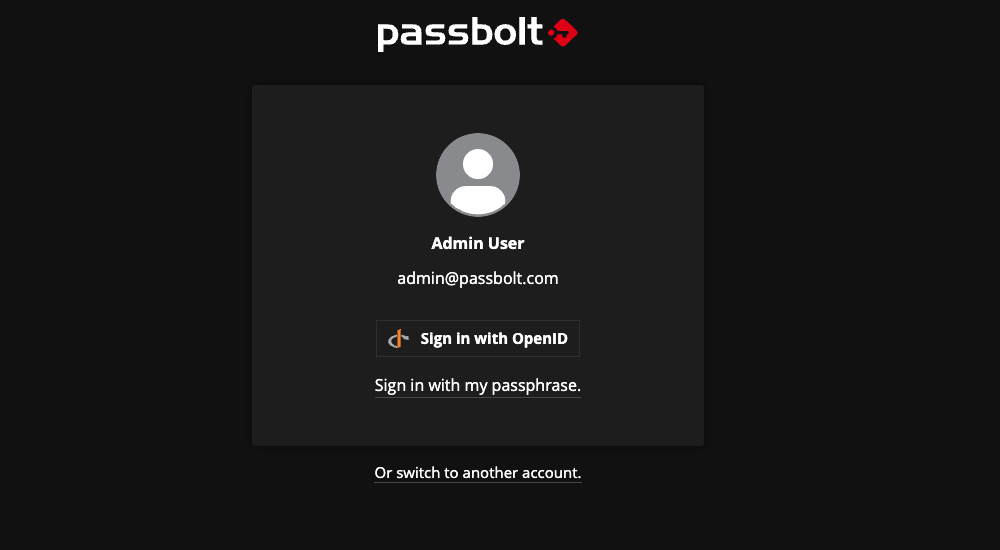 passbolt
Admin User
admin@passbolt.com
Sign in with OpenID
Sign in with my passphrase.
Or switch to another account.